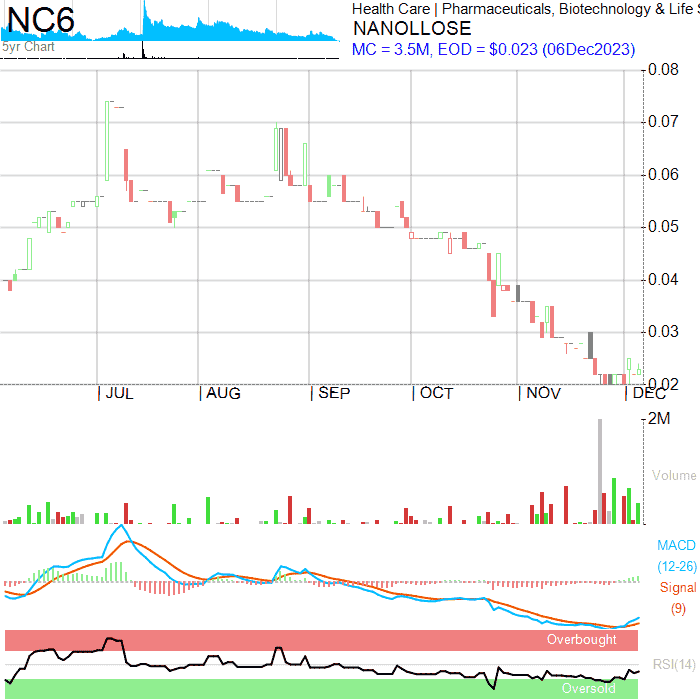 NC6
5yr Chart
Health Care | Pharmaceuticals, Biotechnology & Life S
NANOLLOSE
MC = 3.5M, EOD = $0.023 (06Dec2023)
0.08
0.07
0.06
0.05
0.04
0.03
0.02
JUL AUG SEP OCT NOV DEC
2M
Volume
MACD
(12-26)
Signal
(9)
Overbought
RSI(14)
Oversold